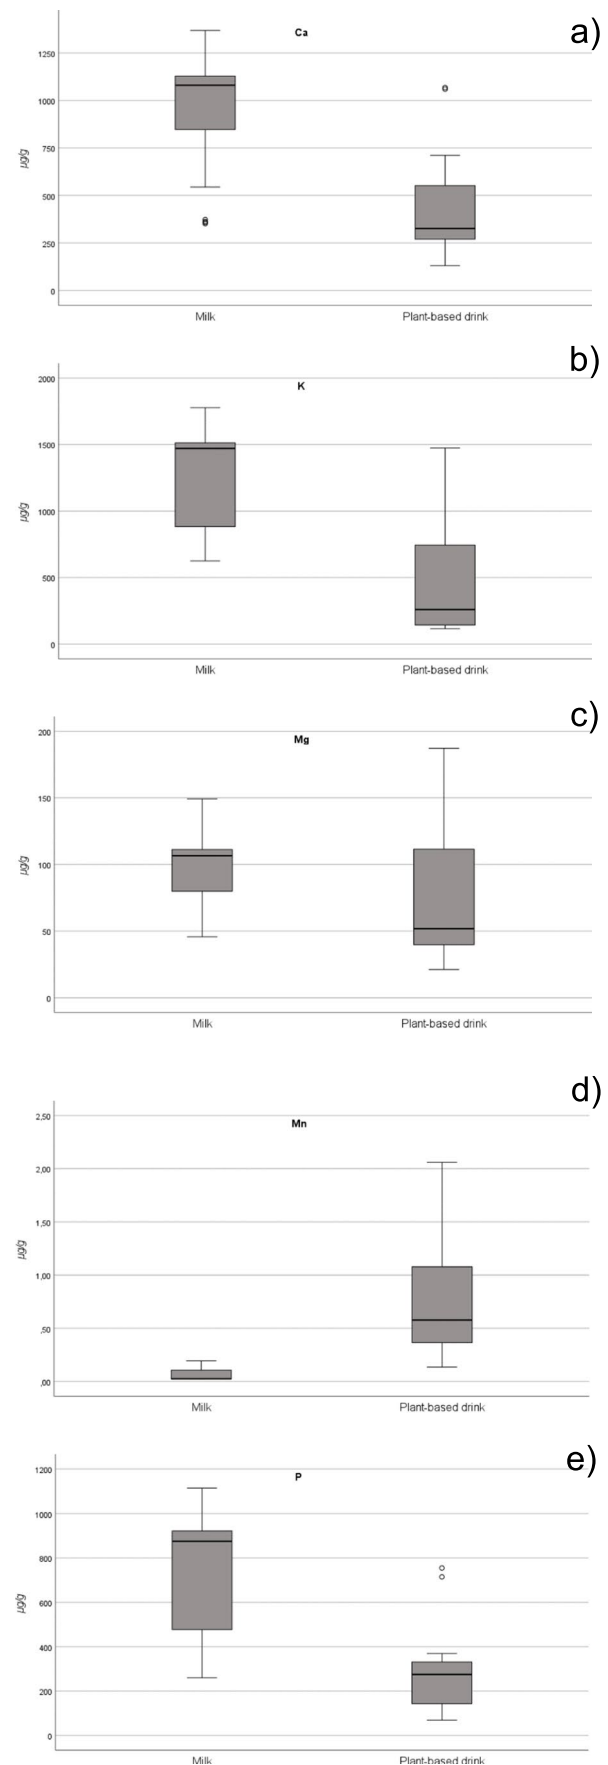 a)
Ca
1250
1000
750
500
250
0
µg/g
Milk Plant-based drink
b)
K
2000
1500
1000
500
0
µg/g
Milk Plant-based drink
c)
Mg
200
150
100
50
0
µg/g
Milk Plant-based drink
d)
Mn
2,50
2,00
1,50
1,00
,50
,00
µg/g
Milk Plant-based drink
e)
P
1200
1000
800
600
400
200
0
µg/g
Milk Plant-based drink